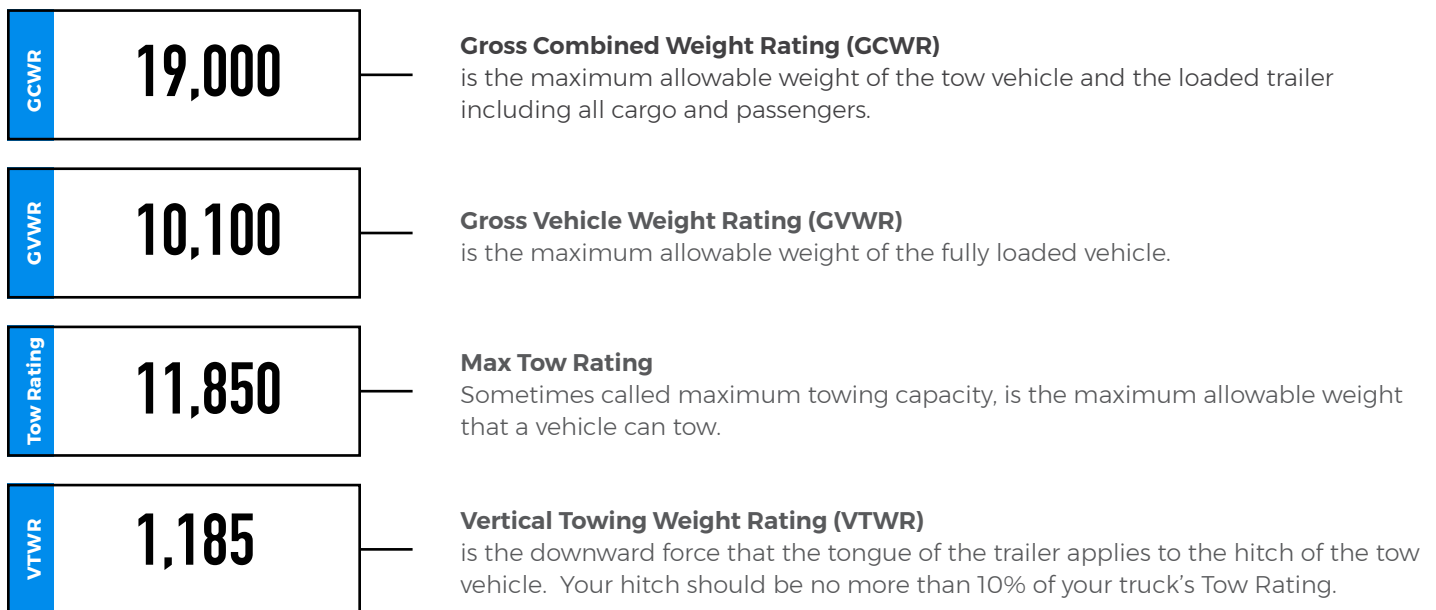 GCWR
19,000
Gross Combined Weight Rating (GCWR)
is the maximum allowable weight of the tow vehicle and the loaded trailer
including all cargo and passengers.
GVWR
10,100
Gross Vehicle Weight Rating (GVWR)
is the maximum allowable weight of the fully loaded vehicle.
Tow Rating
11,850
Max Tow Rating
Sometimes called maximum towing capacity, is the maximum allowable weight
that a vehicle can tow.
VTWR
1,185
Vertical Towing Weight Rating (VTWR)
is the downward force that the tongue of the trailer applies to the hitch of the tow
vehicle.  Your hitch should be no more than 10% of your truck's Tow Rating.